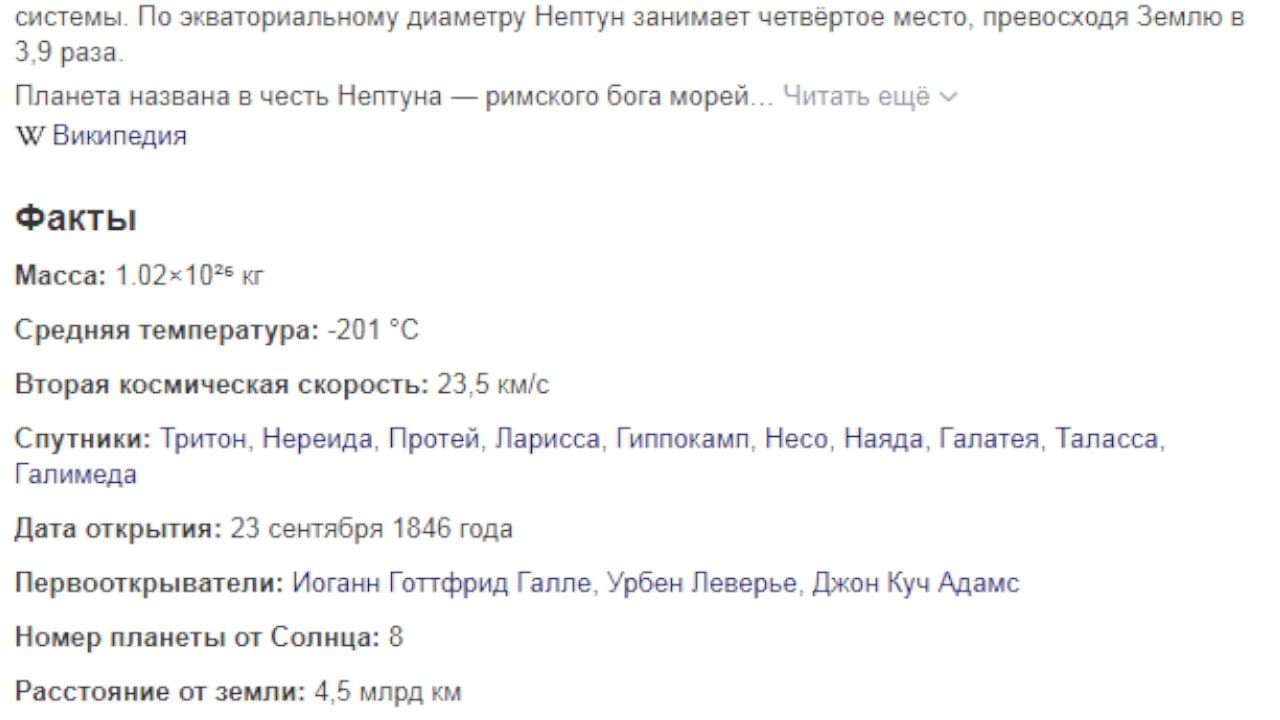 системы. По экваториальному диаметру Нептун занимает четвёртое место, превосходя Землю в
3,9 раза.
Планета названа в честь Нептуна — римского бога морей... Читать ещё
W Википедия
Факты
Масса: 1.02×10²⁶ кг
Средняя температура: -201 °C
Вторая космическая скорость: 23,5 км/с
Спутники: Тритон, Нереида, Протей, Ларисса, Гиппокамп, Несо, Наяда, Галатея, Таласса,
Галимеда
Дата открытия: 23 сентября 1846 года
Первооткрыватели: Иоганн Готтфрид Галле, Урбен Леверье, Джон Куч Адамс
Номер планеты от Солнца: 8
Расстояние от земли: 4,5 млрд км